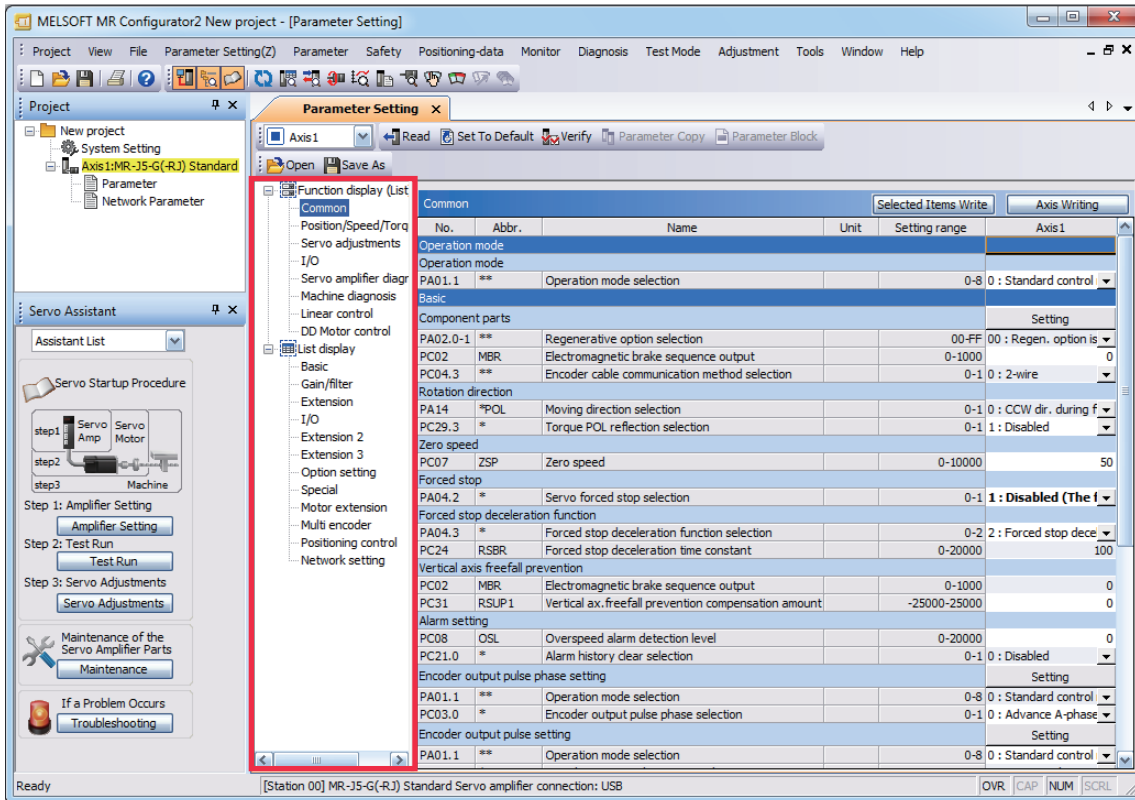 MELSOFT MR Configurator2 New project - [Parameter Setting]
Project View File Parameter Setting(Z) Parameter Safety Positioning-data Monitor Diagnosis Test Mode Adjustment Tools Window Help
Project
New project
System Setting
Axis1:MR-J5-G(-RJ) Standard
Parameter
Network Parameter
Servo Assistant
Assistant List
Servo Startup Procedure
step1 Servo Amp Servo Motor
step2
step3 Machine
Step 1: Amplifier Setting
Amplifier Setting
Step 2: Test Run
Test Run
Step 3: Servo Adjustments
Servo Adjustments
Maintenance of the
Servo Amplifier Parts
Maintenance
If a Problem Occurs
Troubleshooting
Parameter Setting
Axis1 Read Set To Default Verify Parameter Copy Parameter Block
Open Save As
Function display (List
Common
Position/Speed/Torq
Servo adjustments
I/O
Servo amplifier diagr
Machine diagnosis
Linear control
DD Motor control
List display
Basic
Gain/filter
Extension
I/O
Extension 2
Extension 3
Option setting
Special
Motor extension
Multi encoder
Positioning control
Network setting
Common Selected Items Write Axis Writing
No. Abbr. Name Unit Setting range Axis1
Operation mode
Operation mode
PA01.1 ** Operation mode selection 0-8 0 : Standard control
Basic
Component parts Setting
PA02.0-1 ** Regenerative option selection 00-FF 00 : Regen. option is
PC02 MBR Electromagnetic brake sequence output 0-1000 0
PC04.3 ** Encoder cable communication method selection 0-1 0 : 2-wire
Rotation direction
PA14 *POL Moving direction selection 0-1 0 : CCW dir. during f
PC29.3 * Torque POL reflection selection 0-1 1 : Disabled
Zero speed
PC07 ZSP Zero speed 0-10000 50
Forced stop
PA04.2 * Servo forced stop selection 0-1 1 : Disabled (The f
Forced stop deceleration function
PA04.3 * Forced stop deceleration function selection 0-2 2 : Forced stop dece
PC24 RSBR Forced stop deceleration time constant 0-20000 100
Vertical axis freefall prevention
PC02 MBR Electromagnetic brake sequence output 0-1000 0
PC31 RSUP1 Vertical ax.freefall prevention compensation amount -25000-25000 0
Alarm setting
PC08 OSL Overspeed alarm detection level 0-20000 0
PC21.0 * Alarm history clear selection 0-1 0 : Disabled
Encoder output pulse phase setting Setting
PA01.1 ** Operation mode selection 0-8 0 : Standard control
PC03.0 * Encoder output pulse phase selection 0-1 0 : Advance A-phase
Encoder output pulse setting Setting
PA01.1 ** Operation mode selection 0-8 0 : Standard control
Ready [Station 00] MR-J5-G(-RJ) Standard Servo amplifier connection: USB OVR CAP NUM SCRL